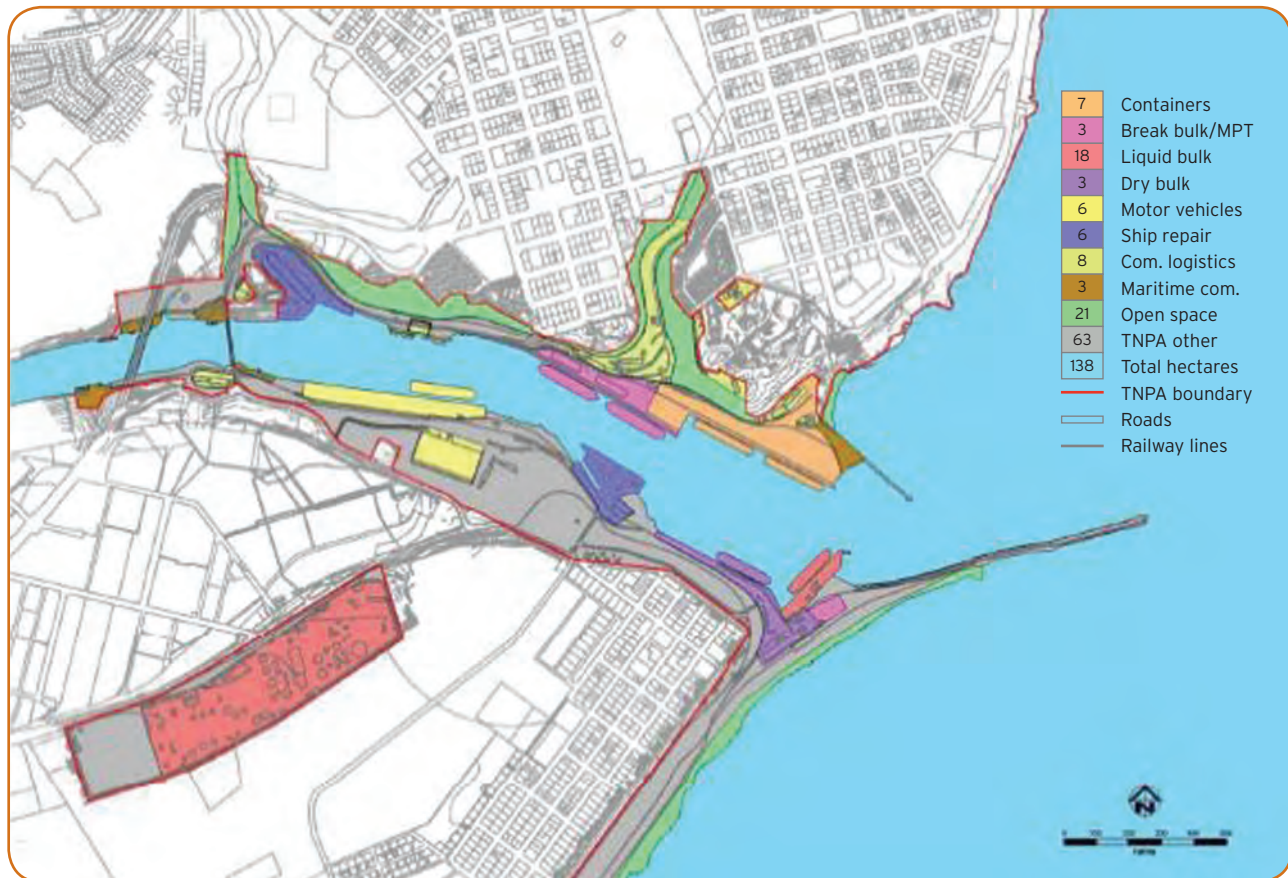 7 Containers
3 Break bulk/MPT
18 Liquid bulk
3 Dry bulk
6 Motor vehicles
6 Ship repair
8 Com. logistics
3 Maritime com.
21 Open space
63 TNPA other
138 Total hectares
TNPA boundary
Roads
Railway lines
N